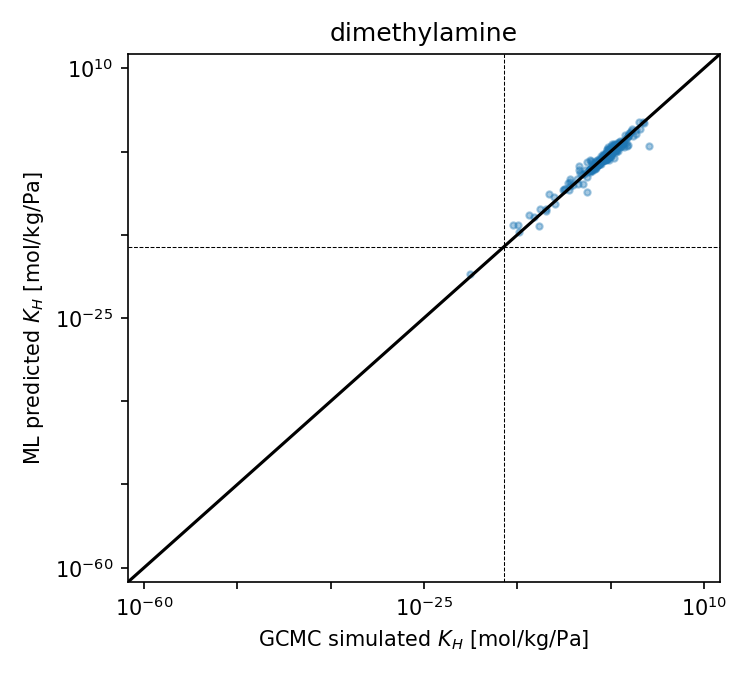 dimethylamine
10^10
10^-25
10^-60
ML predicted K_H [mol/kg/Pa]
10^-60 10^-25 10^10
GCMC simulated K_H [mol/kg/Pa]